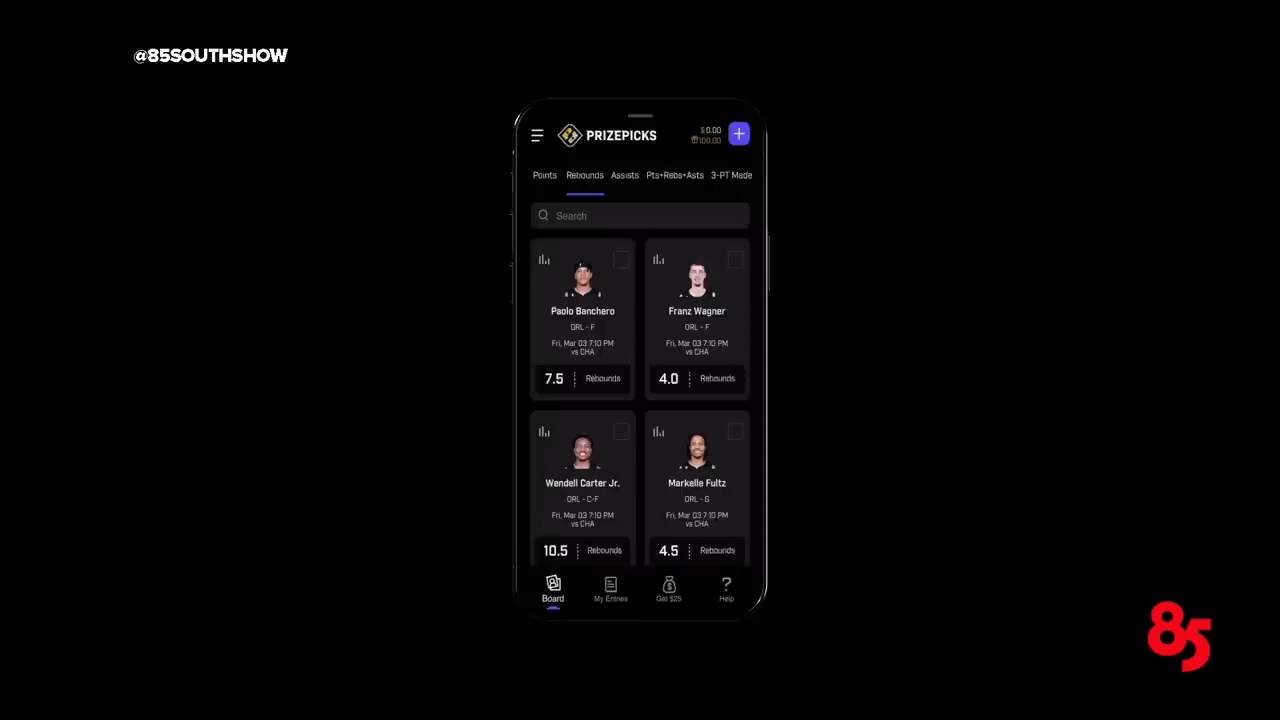 @85SOUTHSHOW
PRIZEPICKS
$ 0.00
100.00
+
Points Rebounds Assists Pts+Rebs+Asts 3-PT Made
Search
Paolo Banchero
ORL - F
Fri, Mar 03 7:10 PM
vs CHA
7.5 Rebounds
Franz Wagner
ORL - F
Fri, Mar 03 7:10 PM
vs CHA
4.0 Rebounds
Wendell Carter Jr.
ORL - C-F
Fri, Mar 03 7:10 PM
vs CHA
10.5 Rebounds
Markelle Fultz
ORL - G
Fri, Mar 03 7:10 PM
vs CHA
4.5 Rebounds
Board My Entries Get $25 Help
85